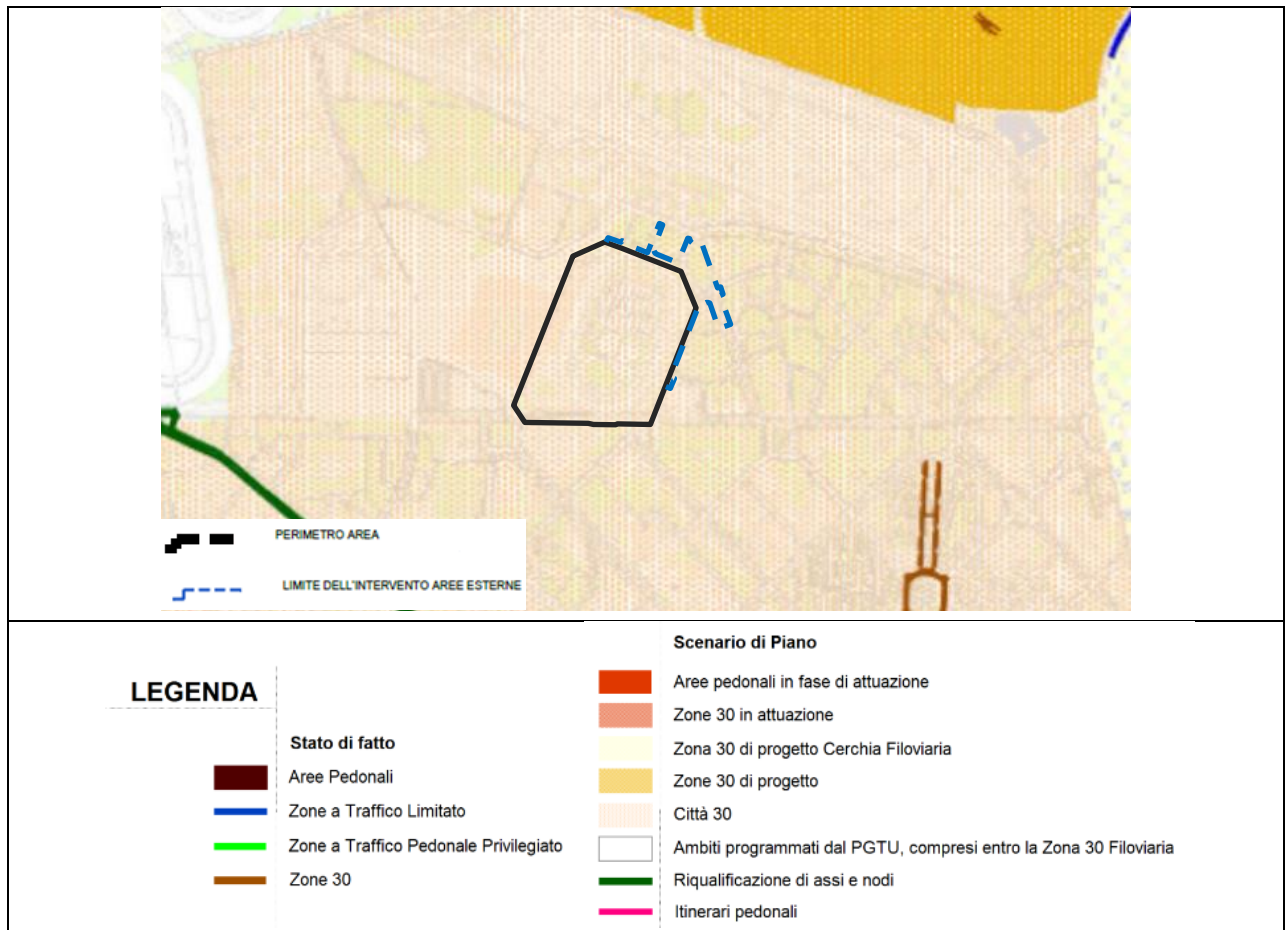 PERIMETRO AREA
LIMITE DELL'INTERVENTO AREE ESTERNE
LEGENDA
Stato di fatto
Aree Pedonali
Zone a Traffico Limitato
Zone a Traffico Pedonale Privilegiato
Zone 30
Scenario di Piano
Aree pedonali in fase di attuazione
Zone 30 in attuazione
Zona 30 di progetto Cerchia Filoviaria
Zone 30 di progetto
Città 30
Ambiti programmati dal PGTU, compresi entro la Zona 30 Filoviaria
Riqualificazione di assi e nodi
Itinerari pedonali